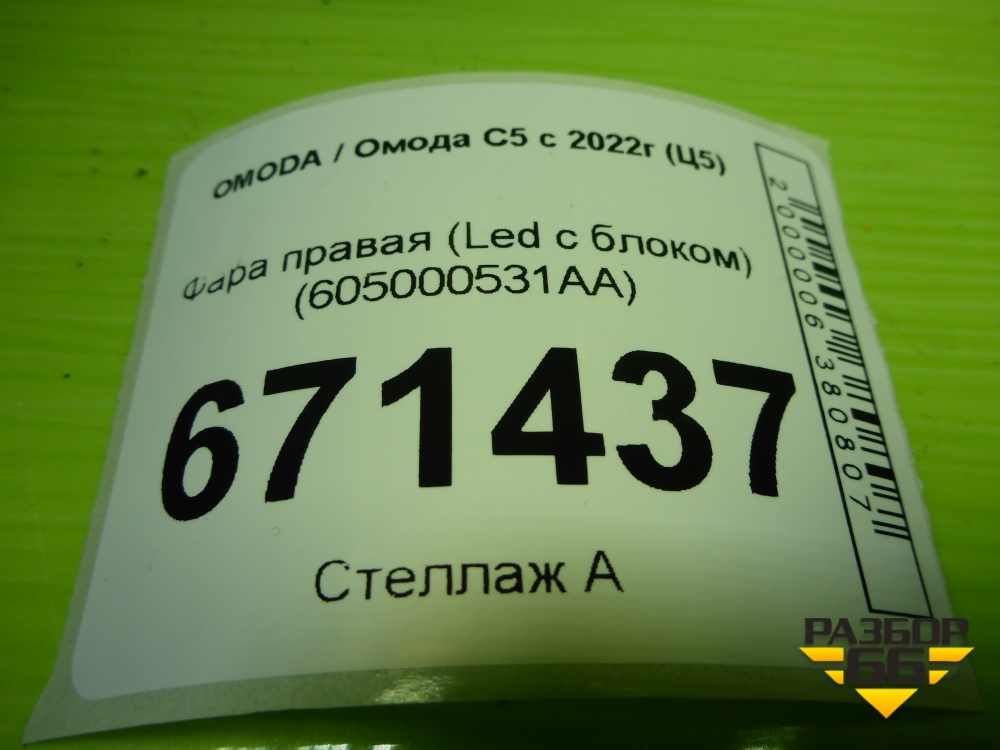 OMODA / Омода C5 с 2022г (Ц5)
Фара правая (Led с блоком)
(605000531AA)
671437
Стеллаж А
2000006380807
РАЗБОР
66